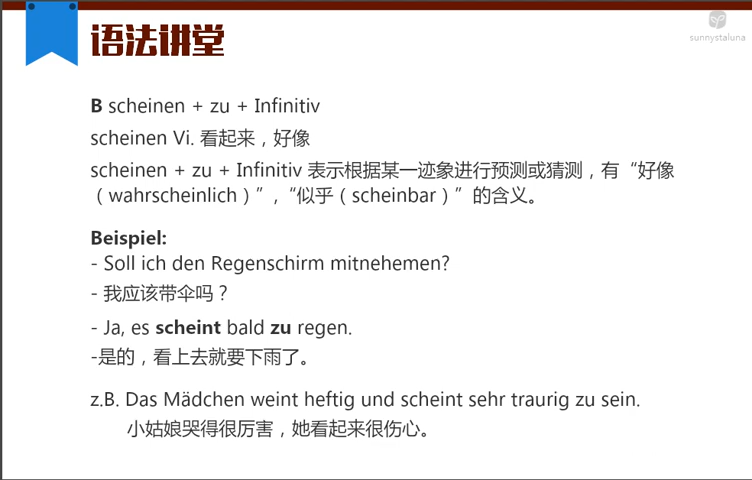 sunnystaluna
语法讲堂
B scheinen + zu + Infinitiv
scheinen Vi. 看起来，好像
scheinen + zu + Infinitiv 表示根据某一迹象进行预测或猜测，有“好像
（wahrscheinlich）”,“似乎（scheinbar）”的含义。
Beispiel:
- Soll ich den Regenschirm mitnehemen?
- 我应该带伞吗？
- Ja, es scheint bald zu regen.
-是的，看上去就要下雨了。
z.B. Das Mädchen weint heftig und scheint sehr traurig zu sein.
小姑娘哭得很厉害，她看起来很伤心。